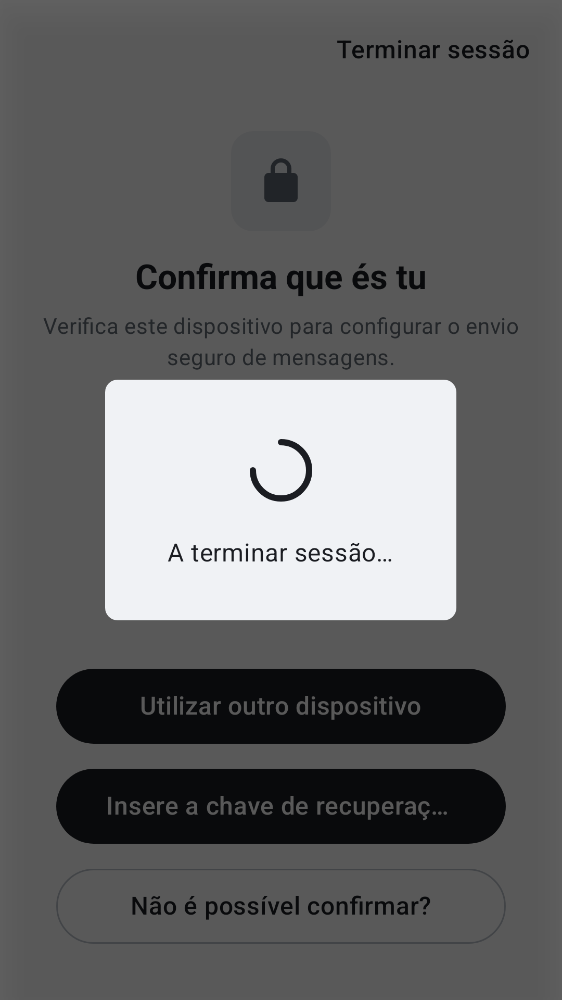 Terminar sessão
Confirma que és tu
Verifica este dispositivo para configurar o envio
seguro de mensagens.
A terminar sessão…
Utilizar outro dispositivo
Insere a chave de recuperaç…
Não é possível confirmar?